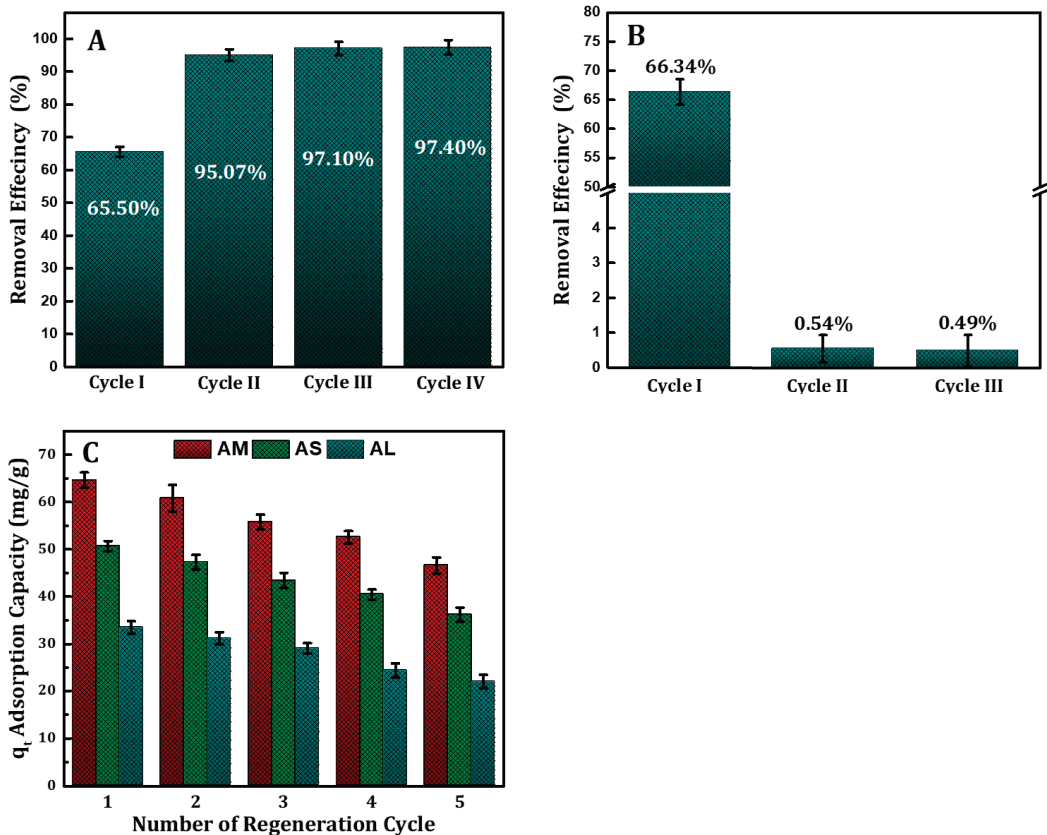 A
Removal Effecincy (%)
100
90
80
70
60
50
40
30
20
10
0
65.50%
95.07%
97.10%
97.40%
Cycle I
Cycle II
Cycle III
Cycle IV
B
Removal Effecincy (%)
80
75
70
65
60
55
50
4
3
2
1
0
66.34%
0.54%
0.49%
Cycle I
Cycle II
Cycle III
C
AM AS AL
qt Adsorption Capacity (mg/g)
70
60
50
40
30
20
10
0
1 2 3 4 5
Number of Regeneration Cycle